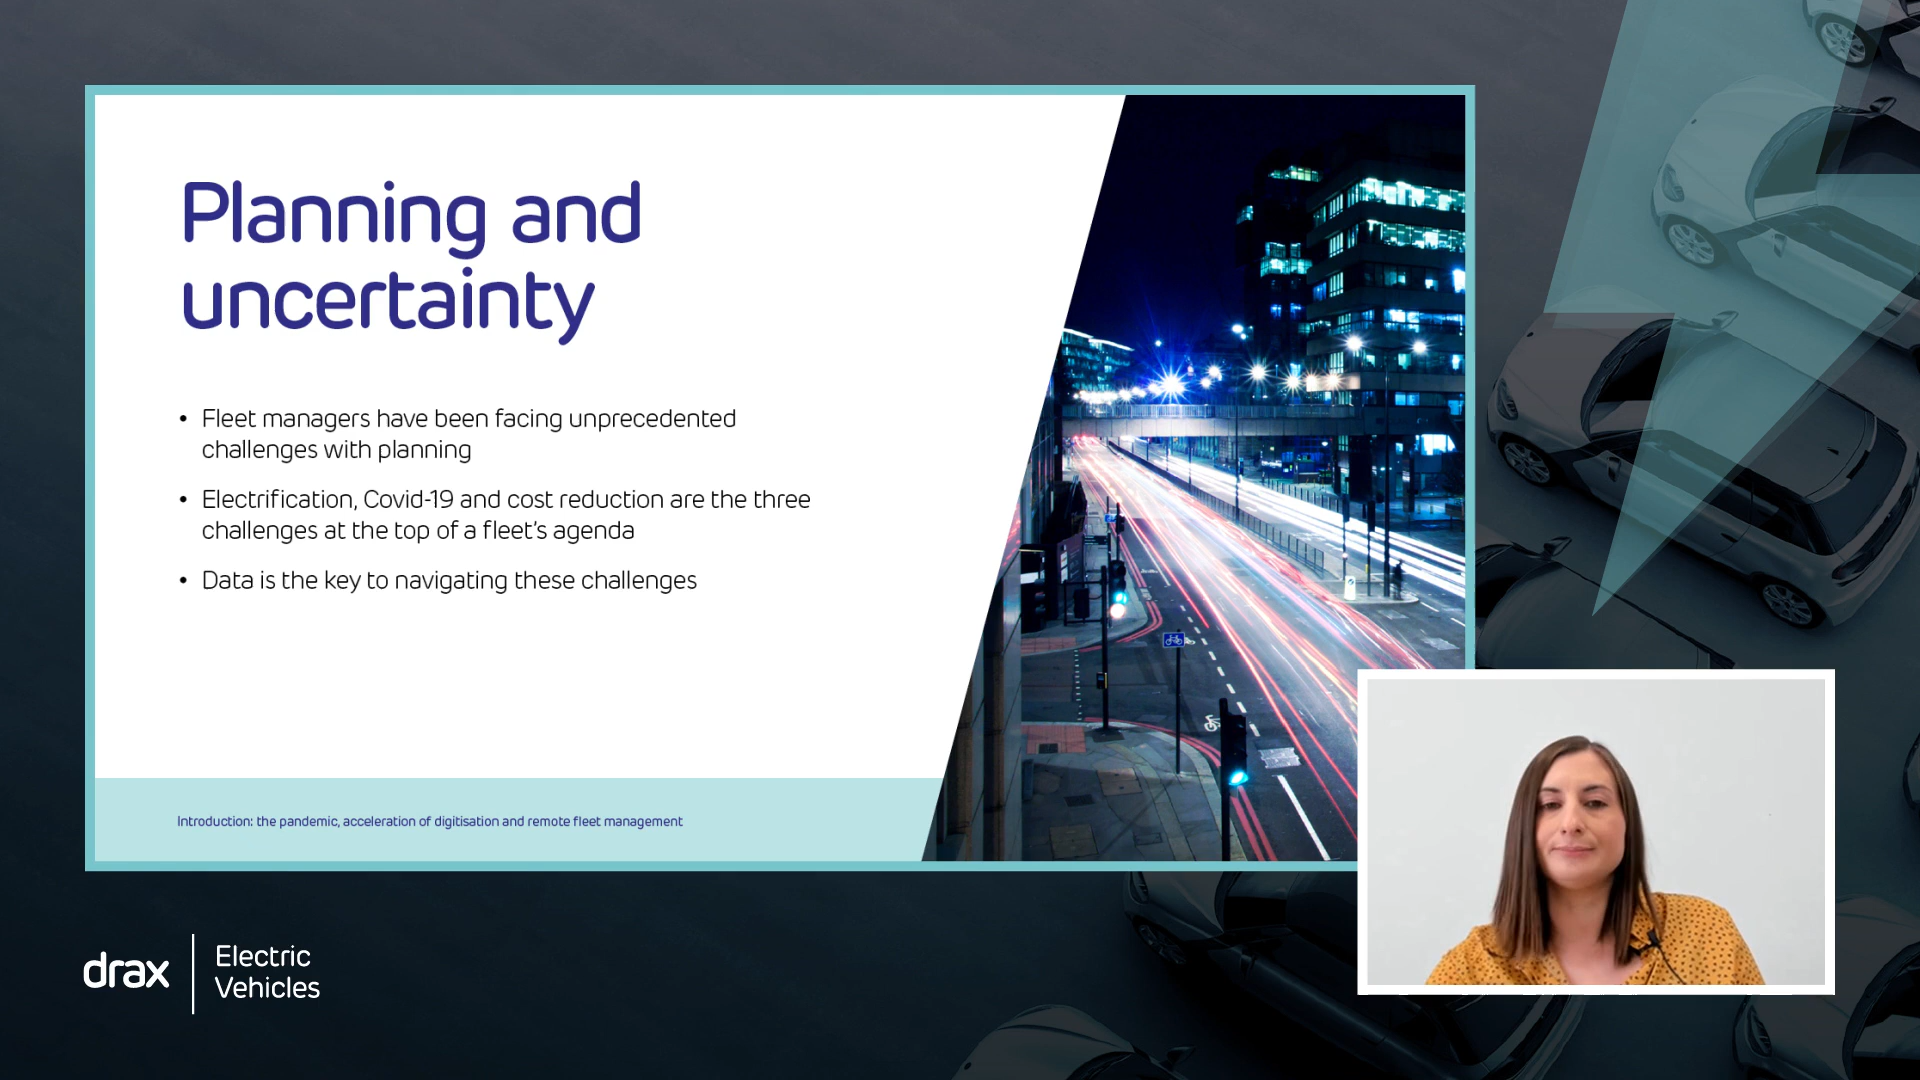 Planning and
uncertainty
• Fleet managers have been facing unprecedented
challenges with planning
• Electrification, Covid-19 and cost reduction are the three
challenges at the top of a fleet's agenda
• Data is the key to navigating these challenges
Introduction: the pandemic, acceleration of digitisation and remote fleet management
drax
Electric
Vehicles